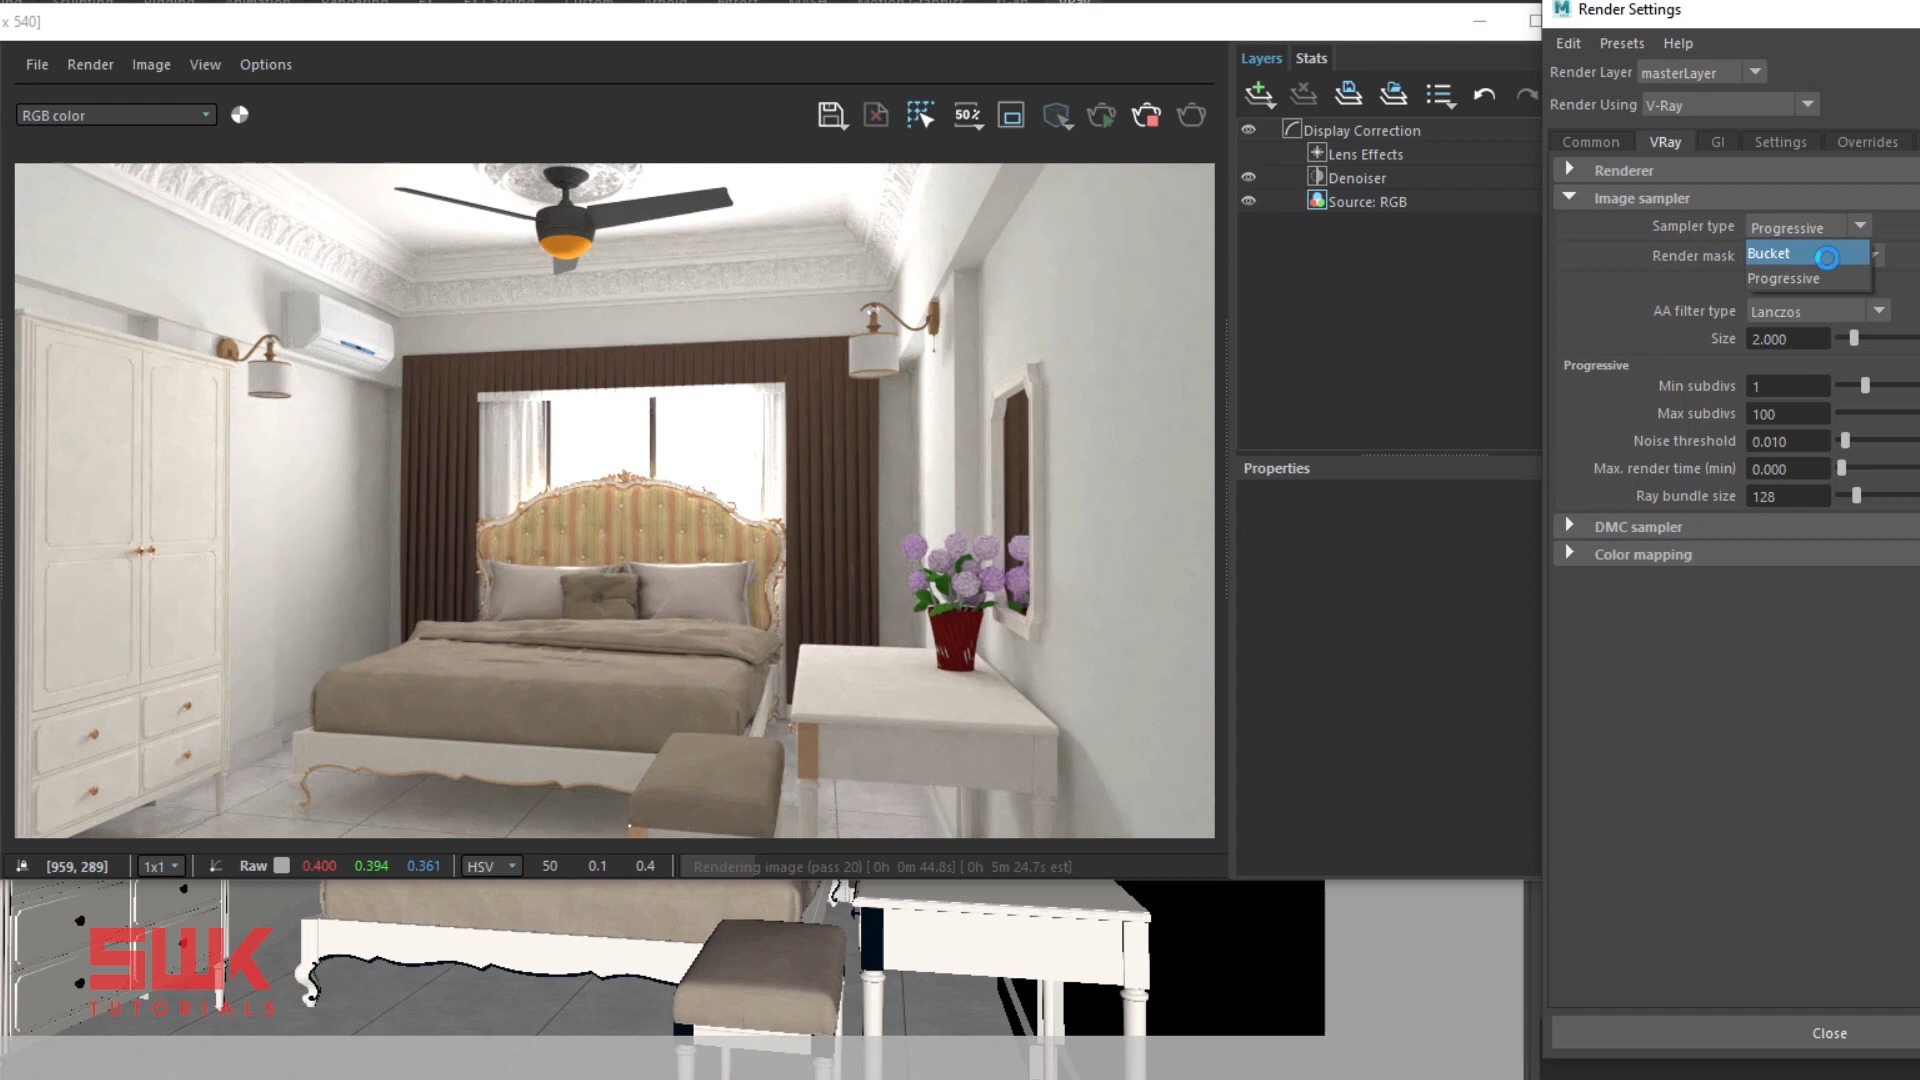 x 540]
Render Settings
File Render Image View Options
Layers Stats
Edit Presets Help
Render Layer masterLayer
Render Using V-Ray
RGB color
50%
Common VRay GI Settings Overrides
Display Correction
Lens Effects
Denoiser
Source: RGB
Renderer
Image sampler
Sampler type Progressive
Render mask Bucket
Progressive
AA filter type Lanczos
Size 2.000
Progressive
Min subdivs 1
Max subdivs 100
Noise threshold 0.010
Max. render time (min) 0.000
Ray bundle size 128
DMC sampler
Color mapping
Properties
[959, 289] 1x1 Raw 0.400 0.394 0.361 HSV 50 0.1 0.4 Rendering image (pass 20) [ 0h 0m 44.8s] [ 0h 5m 24.7s est]
SWK
TUTORIALS
Close